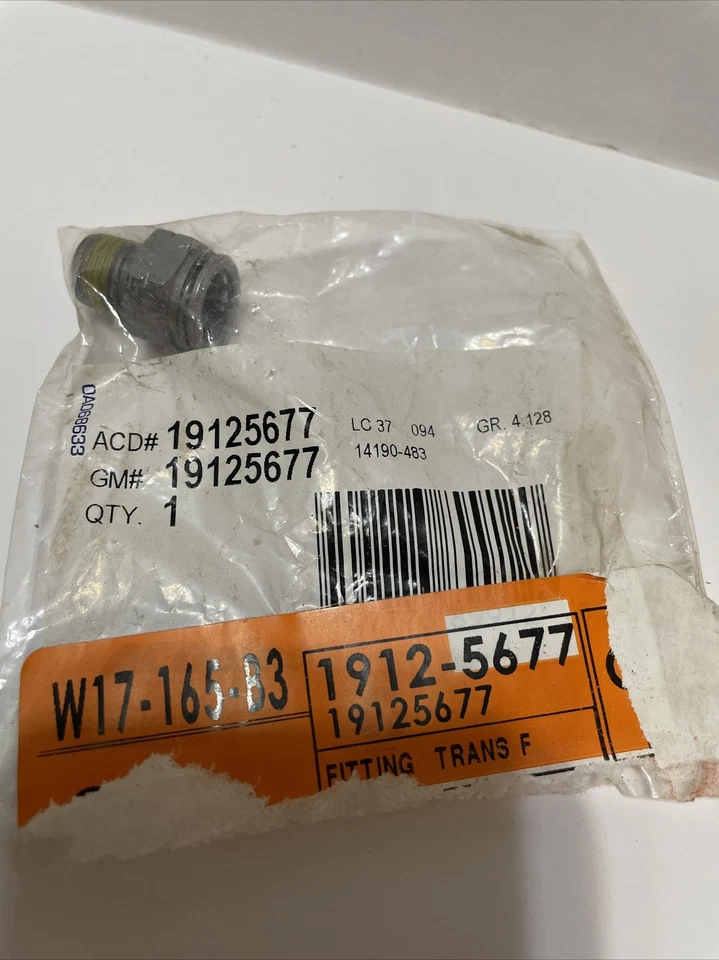 0A068633
ACD# 19125677
LC 37 094 GR. 4.128
GM# 19125677
14190-483
QTY. 1
W17-165-B3
1912-5677
19125677
FITTING TRANS F